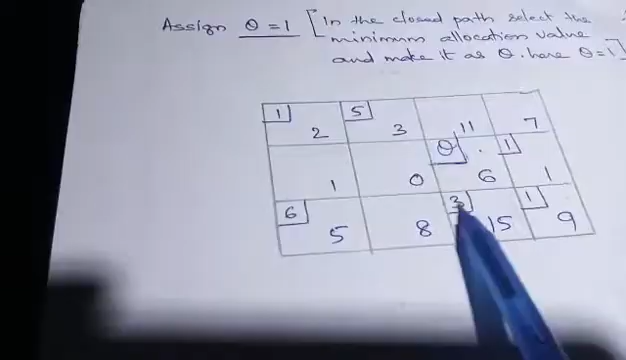 Assign θ = 1 [In the closed path select the
minimum allocation value
and make it as θ. here θ=1]
1 2 5 3 11 7
1 0 θ 6 1 1
6 5 8 3 15 1 9